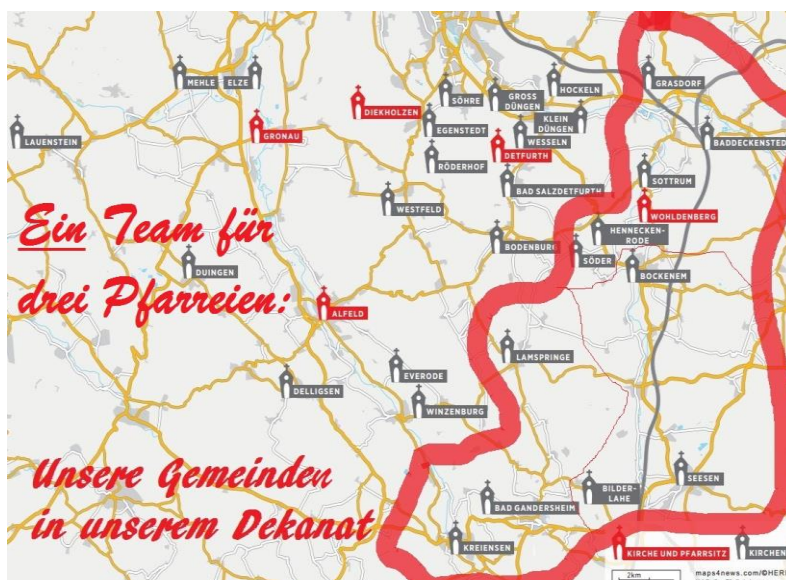 GRASDORF
MEHLE
ELZE
HOCKELN
SÖHRE
GROSS
DÜNGEN
DIEKHOLZEN
KLEIN
DÜNGEN
EGENSTEDT
GRONAU
WESSELN
LAUENSTEIN
BADDECKENSTED
DETFURTH
RÖDERHOF
SOTTRUM
BAD SALZDETFURTH
WESTFELD
WOHLDENBERG
Ein Team für
HENNECKEN-
RODE
BODENBURG
SÖDER
DUINGEN
BOCKENEM
drei Pfarreien:
ALFELD
LAMSPRINGE
EVERODE
DELLIGSEN
WINZENBURG
Unsere Gemeinden
SEESEN
BILDER-
LAHE
BAD GANDERSHEIM
in unserem Dekanat
KREIENSEN
KIRCHE UND PFARRSITZ
KIRCHEN
2km
maps4news.com/©HERE